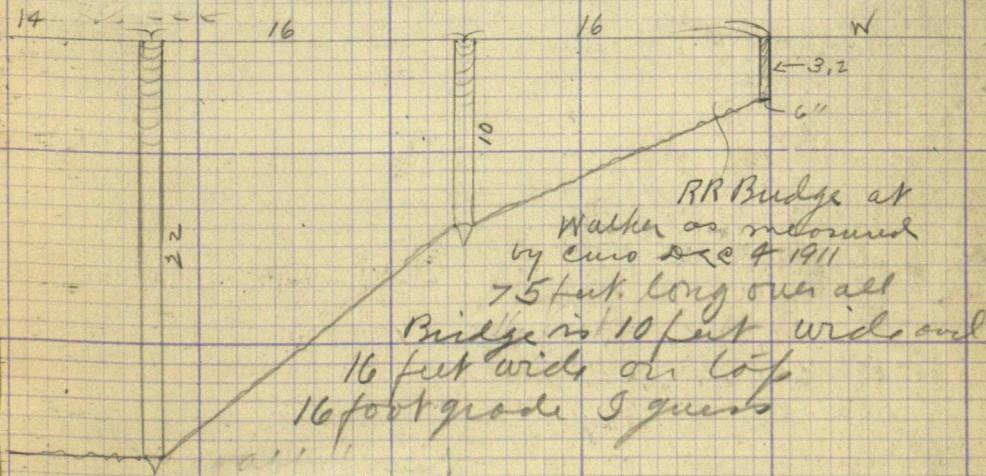 14 16 16 W
←3,2
6"
10
22
RR Bridge at
Walker as measured
by Dec 4 1911
75 feet long over all
Bridge is 10 feet wide and
16 feet wide on top
16 foot grade I guess